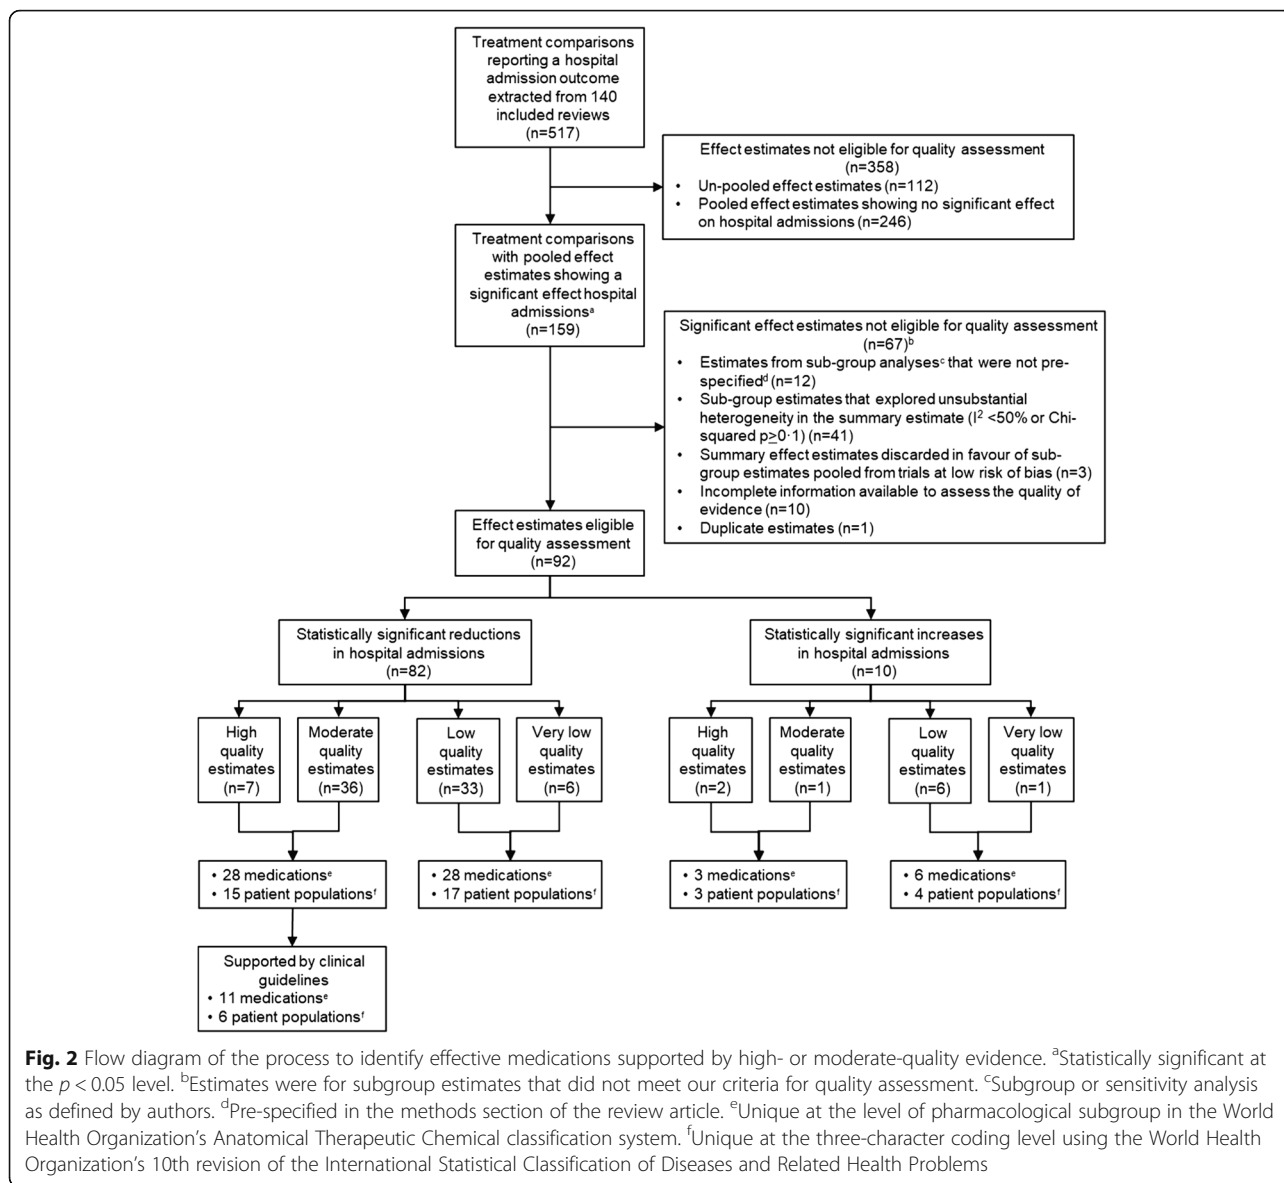 Treatment comparisons
reporting a hospital
admission outcome
extracted from 140
included reviews
(n=517)
Effect estimates not eligible for quality assessment
(n=358)
• Un-pooled effect estimates (n=112)
• Pooled effect estimates showing no significant effect
on hospital admissions (n=246)
Treatment comparisons
with pooled effect
estimates showing a
significant effect hospital
admissionsᵃ
(n=159)
Significant effect estimates not eligible for quality assessment
(n=67)ᵇ
• Estimates from sub-group analysesᶜ that were not pre-
specifiedᵈ (n=12)
• Sub-group estimates that explored unsubstantial
heterogeneity in the summary estimate (I² <50% or Chi-
squared p≥0·1) (n=41)
• Summary effect estimates discarded in favour of sub-
group estimates pooled from trials at low risk of bias (n=3)
• Incomplete information available to assess the quality of
evidence (n=10)
• Duplicate estimates (n=1)
Effect estimates eligible
for quality assessment
(n=92)
Statistically significant reductions
in hospital admissions
(n=82)
Statistically significant increases
in hospital admissions
(n=10)
High
quality
estimates
(n=7)
Moderate
quality
estimates
(n=36)
Low
quality
estimates
(n=33)
Very low
quality
estimates
(n=6)
High
quality
estimates
(n=2)
Moderate
quality
estimates
(n=1)
Low
quality
estimates
(n=6)
Very low
quality
estimates
(n=1)
• 28 medicationsᵉ
• 15 patient populationsᶠ
• 28 medicationsᵉ
• 17 patient populationsᶠ
• 3 medicationsᵉ
• 3 patient populationsᶠ
• 6 medicationsᵉ
• 4 patient populationsᶠ
Supported by clinical
guidelines
• 11 medicationsᵉ
• 6 patient populationsᶠ
Fig. 2 Flow diagram of the process to identify effective medications supported by high- or moderate-quality evidence. ᵃStatistically significant at
the p < 0.05 level. ᵇEstimates were for subgroup estimates that did not meet our criteria for quality assessment. ᶜSubgroup or sensitivity analysis
as defined by authors. ᵈPre-specified in the methods section of the review article. ᵉUnique at the level of pharmacological subgroup in the World
Health Organization's Anatomical Therapeutic Chemical classification system. ᶠUnique at the three-character coding level using the World Health
Organization's 10th revision of the International Statistical Classification of Diseases and Related Health Problems